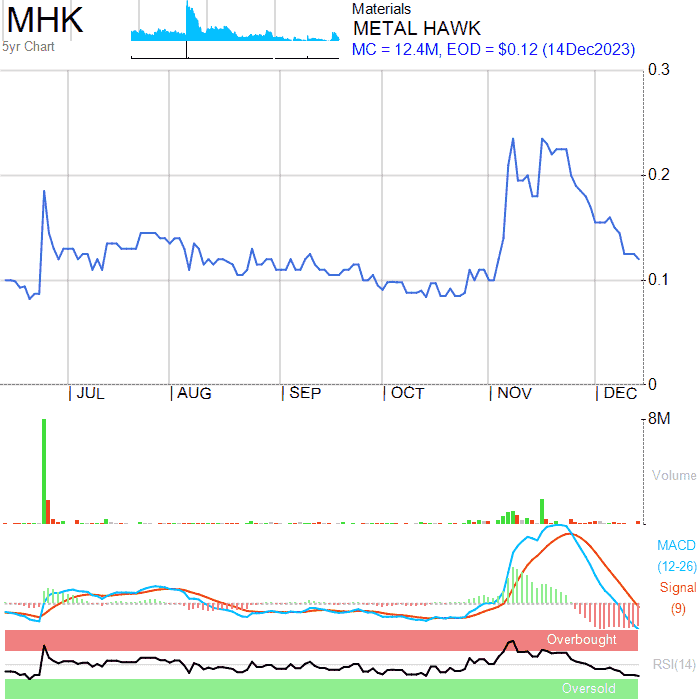 MHK
5yr Chart
Materials
METAL HAWK
MC = 12.4M, EOD = $0.12 (14Dec2023)
0.3
0.2
0.1
0
JUL AUG SEP OCT NOV DEC
8M
Volume
MACD
(12-26)
Signal
(9)
Overbought
RSI(14)
Oversold